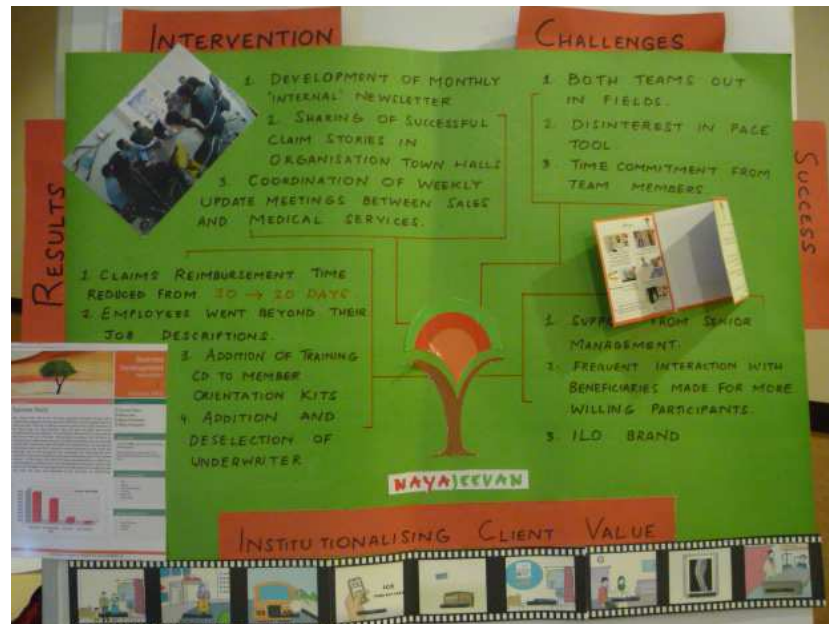 INTERVENTION
1. DEVELOPMENT OF MONTHLY
'INTERNAL' NEWSLETTER
2. SHARING OF SUCCESSFUL
CLAIM STORIES IN
ORGANISATION TOWN HALLS
3. COORDINATION OF WEEKLY
UPDATE MEETINGS BETWEEN SALES
AND MEDICAL SERVICES.
CHALLENGES
1. BOTH TEAMS OUT
IN FIELDS.
2. DISINTEREST IN PACE
TOOL
3. TIME COMMITMENT FROM
TEAM MEMBERS
RESULTS
1. CLAIMS REIMBURSEMENT TIME
REDUCED FROM 30 → 20 DAYS
2. EMPLOYEES WENT BEYOND THEIR
JOB DESCRIPTIONS.
3. ADDITION OF TRAINING
CD TO MEMBER
ORIENTATION KITS
4. ADDITION AND
DESELECTION OF
UNDERWRITER
SUCCESS
1. SUPP FROM SENIOR
MANAGEMENT.
2. FREQUENT INTERACTION WITH
BENEFICIARIES MADE FOR MORE
WILLING PARTICIPANTS.
3. ILO BRAND
NAYAJEEVAN
INSTITUTIONALISING CLIENT VALUE
ICE